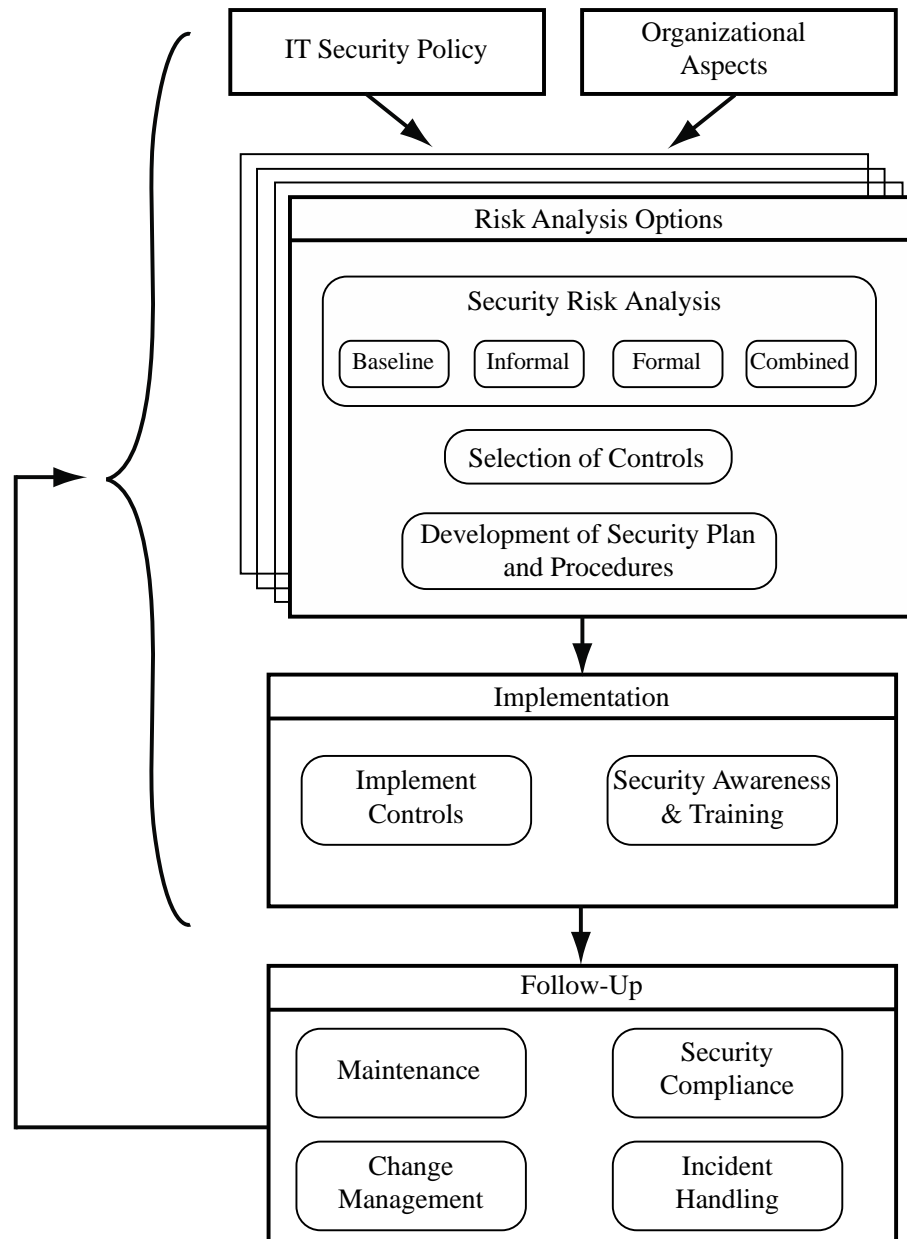 IT Security Policy
Organizational
Aspects
Risk Analysis Options
Security Risk Analysis
Baseline
Informal
Formal
Combined
Selection of Controls
Development of Security Plan
and Procedures
Implementation
Implement
Controls
Security Awareness
& Training
Follow-Up
Maintenance
Security
Compliance
Change
Management
Incident
Handling